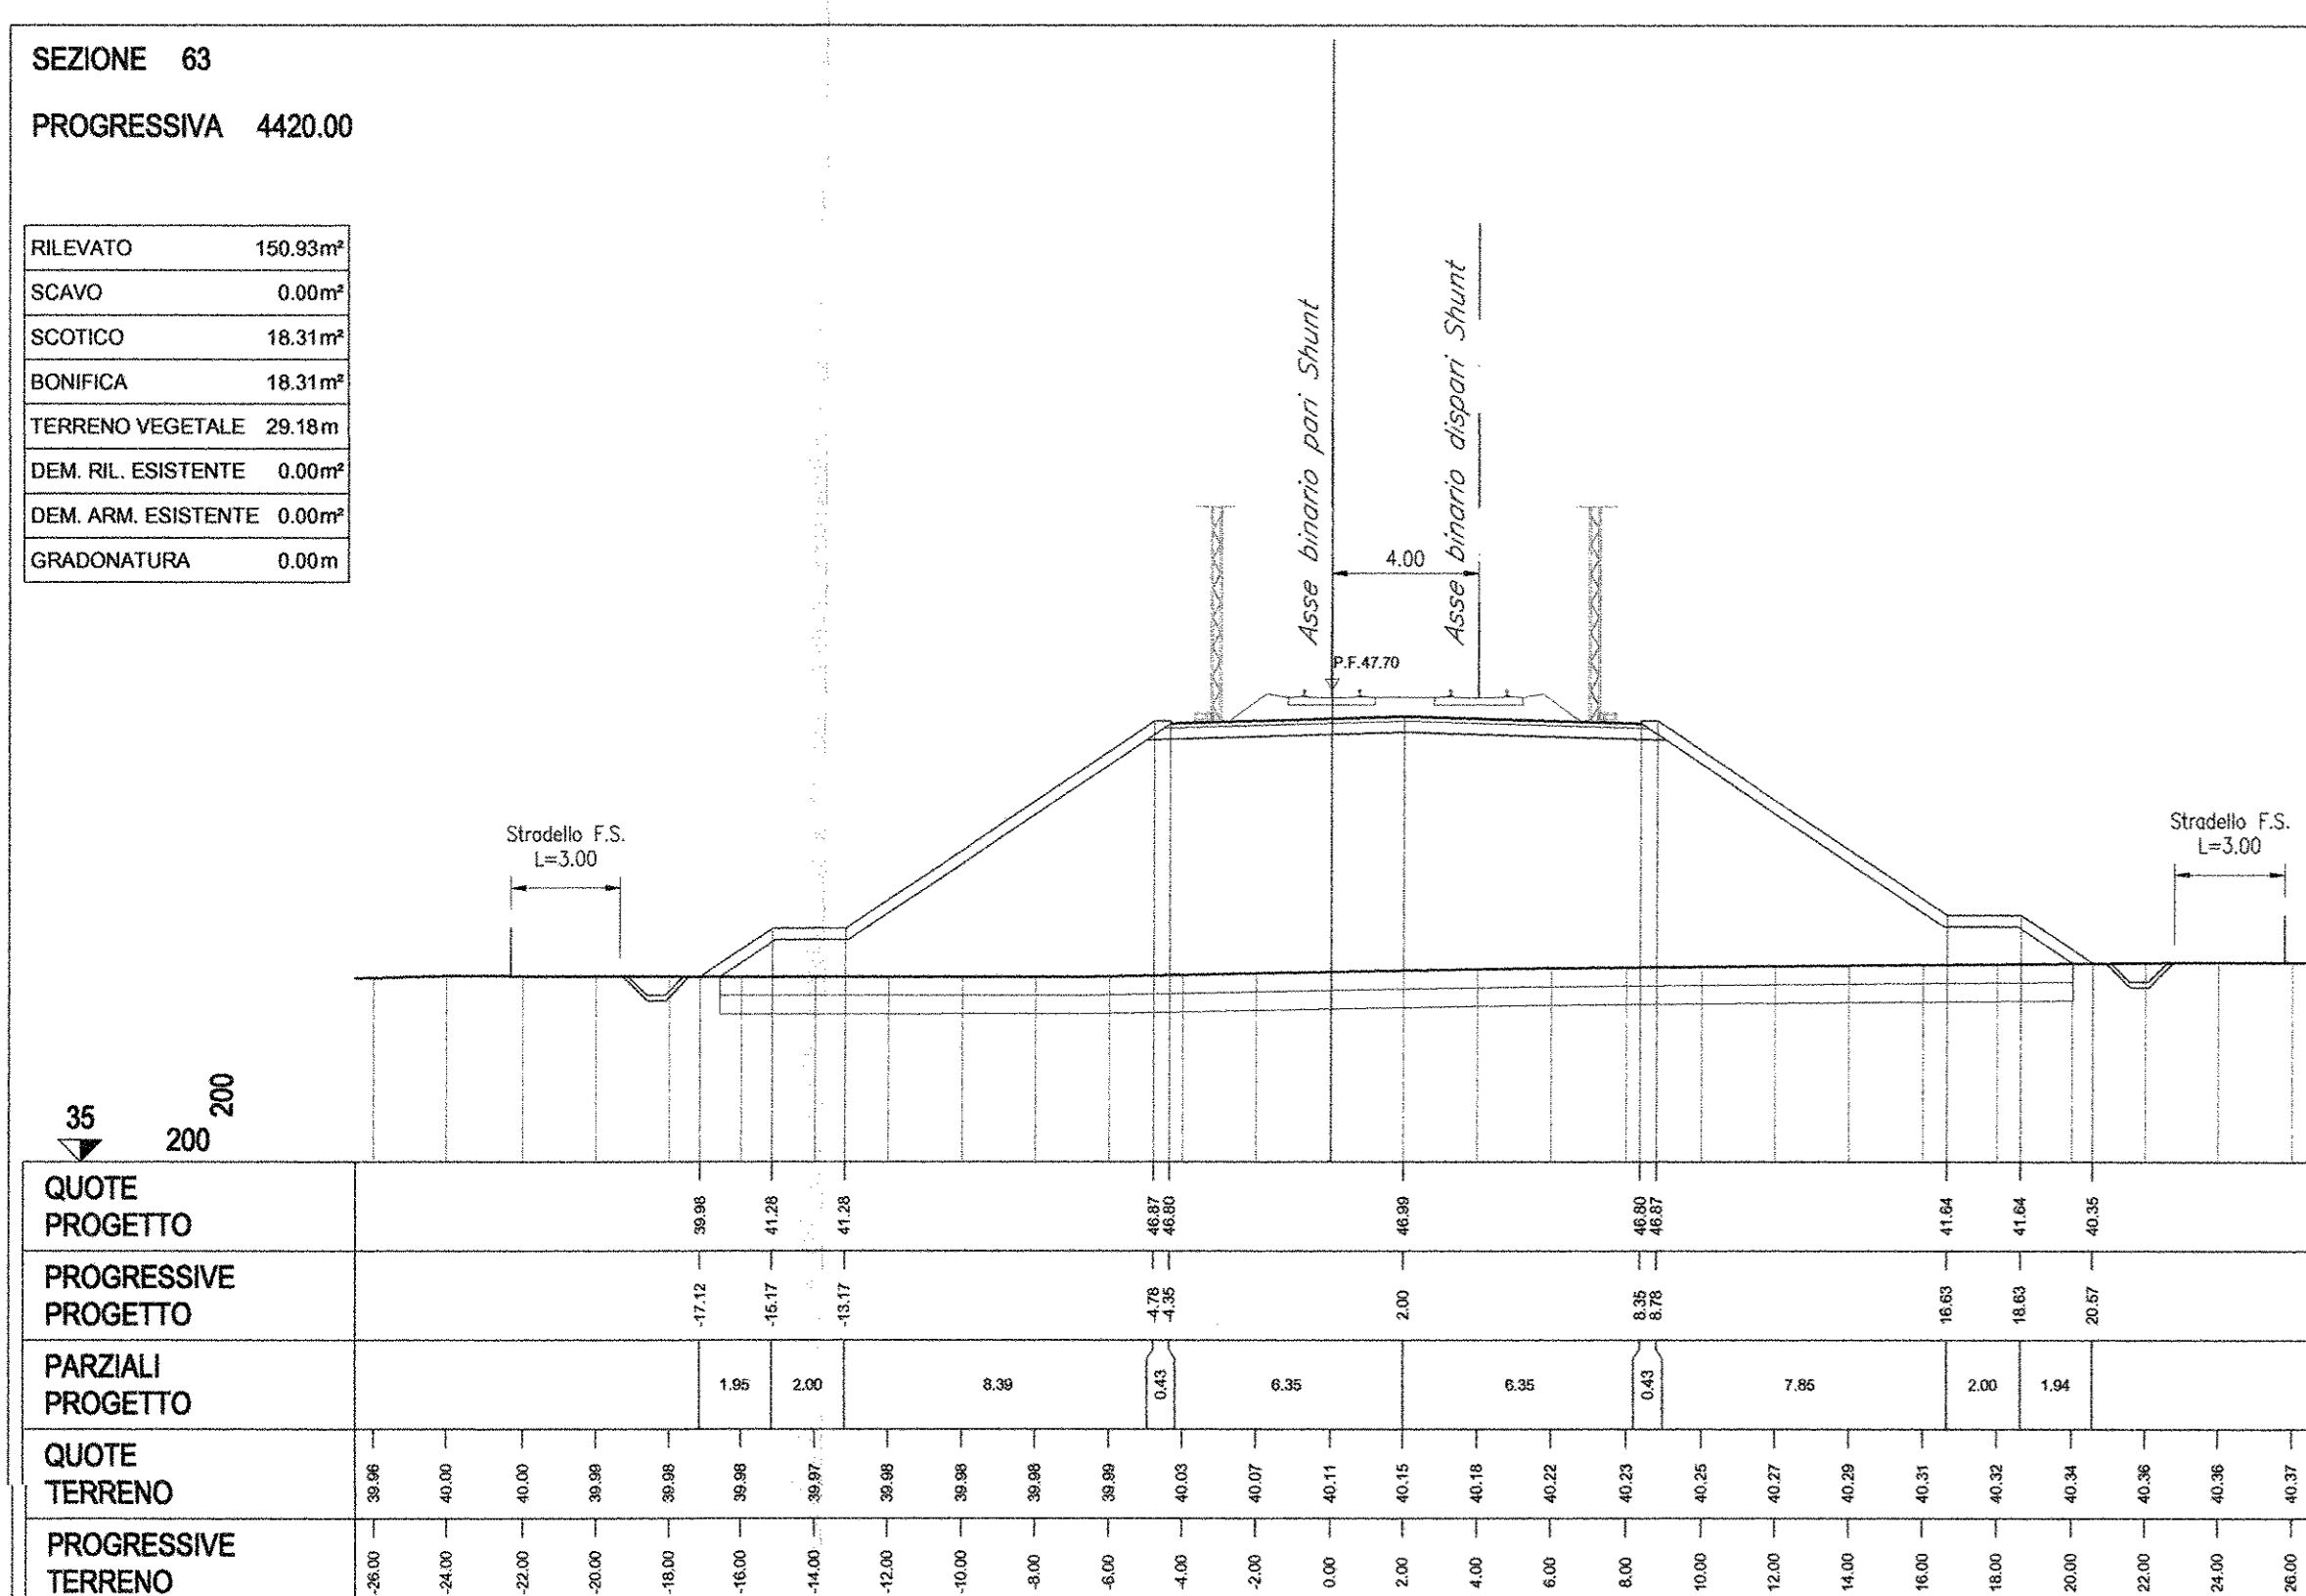 SEZIONE 63
PROGRESSIVA 4420.00
RILEVATO 150.93m²
SCAVO 0.00m²
SCOTICO 18.31m²
BONIFICA 18.31m²
TERRENO VEGETALE 29.18m
DEM. RIL. ESISTENTE 0.00m²
DEM. ARM. ESISTENTE 0.00m²
GRADONATURA 0.00m
Asse binario pari Shunt
Asse binario dispari Shunt
4.00
P.F.47.70
Stradello F.S.
L=3.00
Stradello F.S.
L=3.00
35
200
200
QUOTE
PROGETTO
39.98 41.28 41.28 46.87 46.80 46.99 46.80 46.87 41.64 41.64 40.35
PROGRESSIVE
PROGETTO
-17.12 -15.17 -13.17 -4.78 -4.35 2.00 8.35 8.78 16.63 18.63 20.57
PARZIALI
PROGETTO
1.95 2.00 8.39 0.43 6.35 6.35 0.43 7.85 2.00 1.94
QUOTE
TERRENO
39.96 40.00 40.00 39.99 39.98 39.98 39.97 39.98 39.98 39.98 39.99 40.03 40.07 40.11 40.15 40.18 40.22 40.23 40.25 40.27 40.29 40.31 40.32 40.34 40.36 40.36 40.37
PROGRESSIVE
TERRENO
-26.00 -24.00 -22.00 -20.00 -18.00 -16.00 -14.00 -12.00 -10.00 -8.00 -6.00 -4.00 -2.00 0.00 2.00 4.00 6.00 8.00 10.00 12.00 14.00 16.00 18.00 20.00 22.00 24.00 26.00